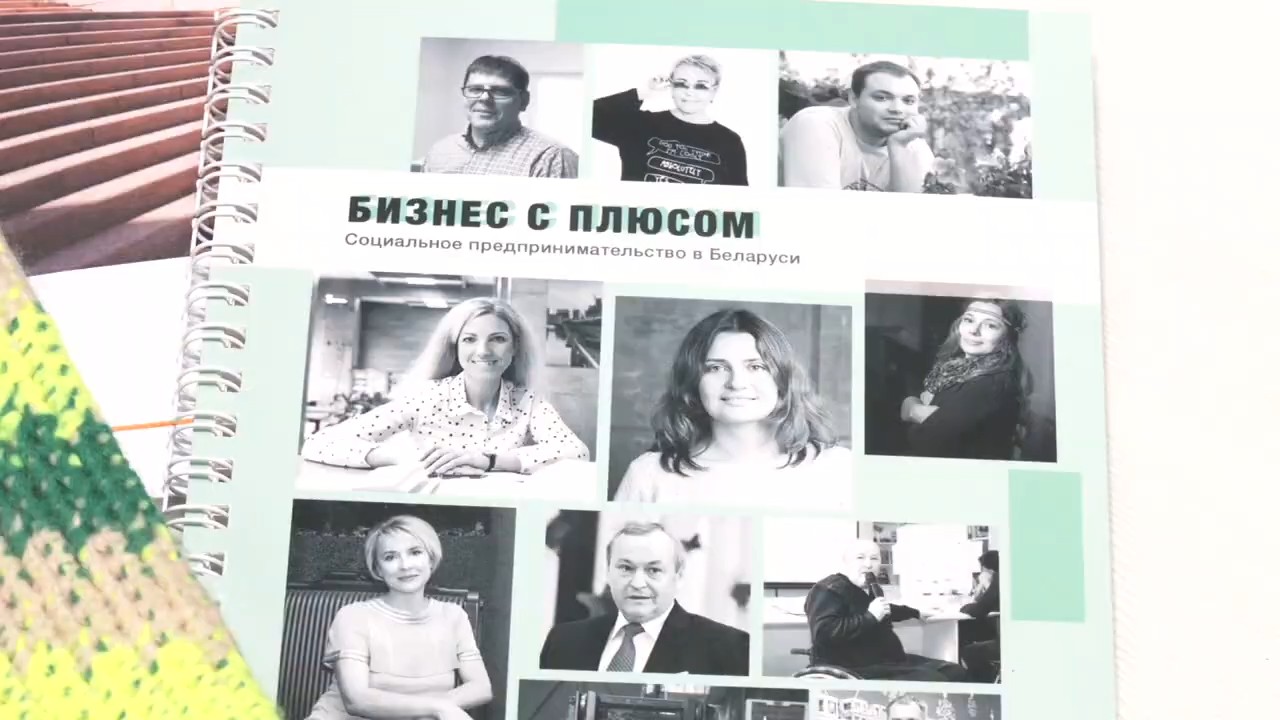 БИЗНЕС С ПЛЮСОМ
Социальное предпринимательство в Беларуси